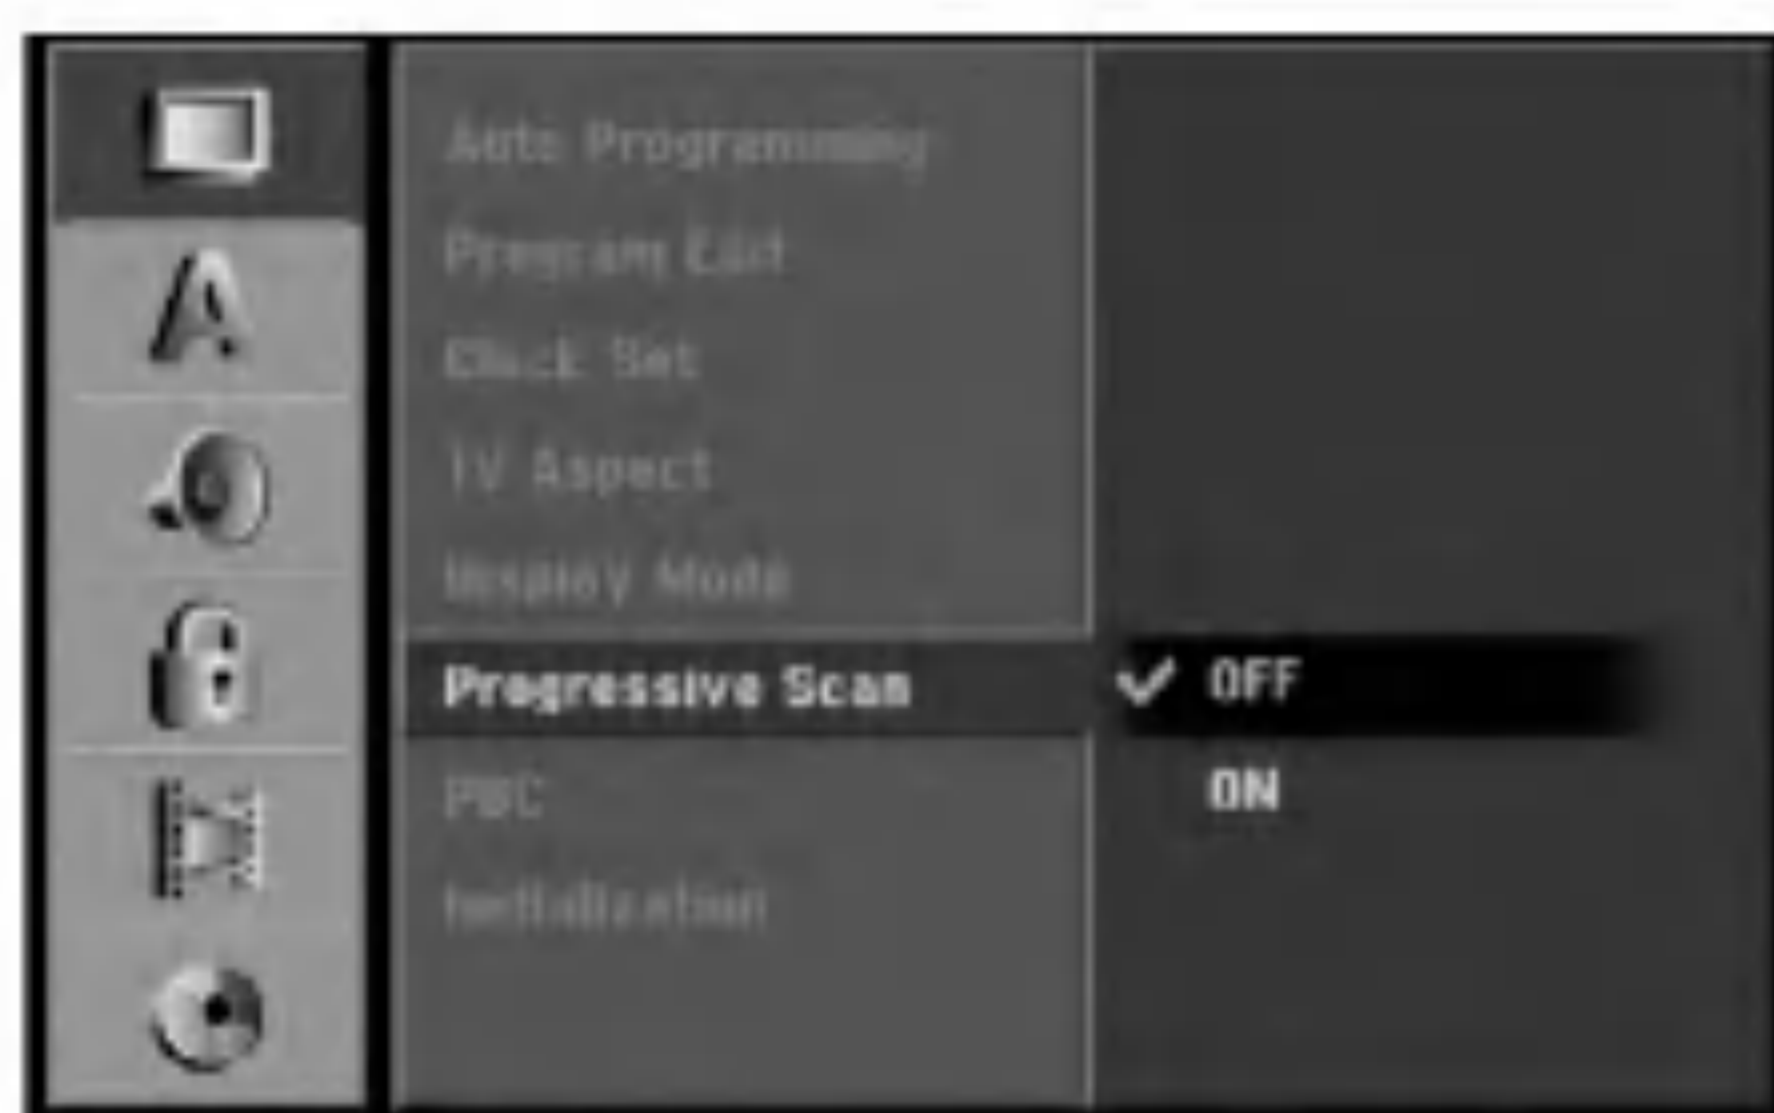 A
Auto Programming
Program Edit
Clock Set
TV Aspect
Display Mode
Progressive Scan
✓ OFF
ON
PBC
Initialization